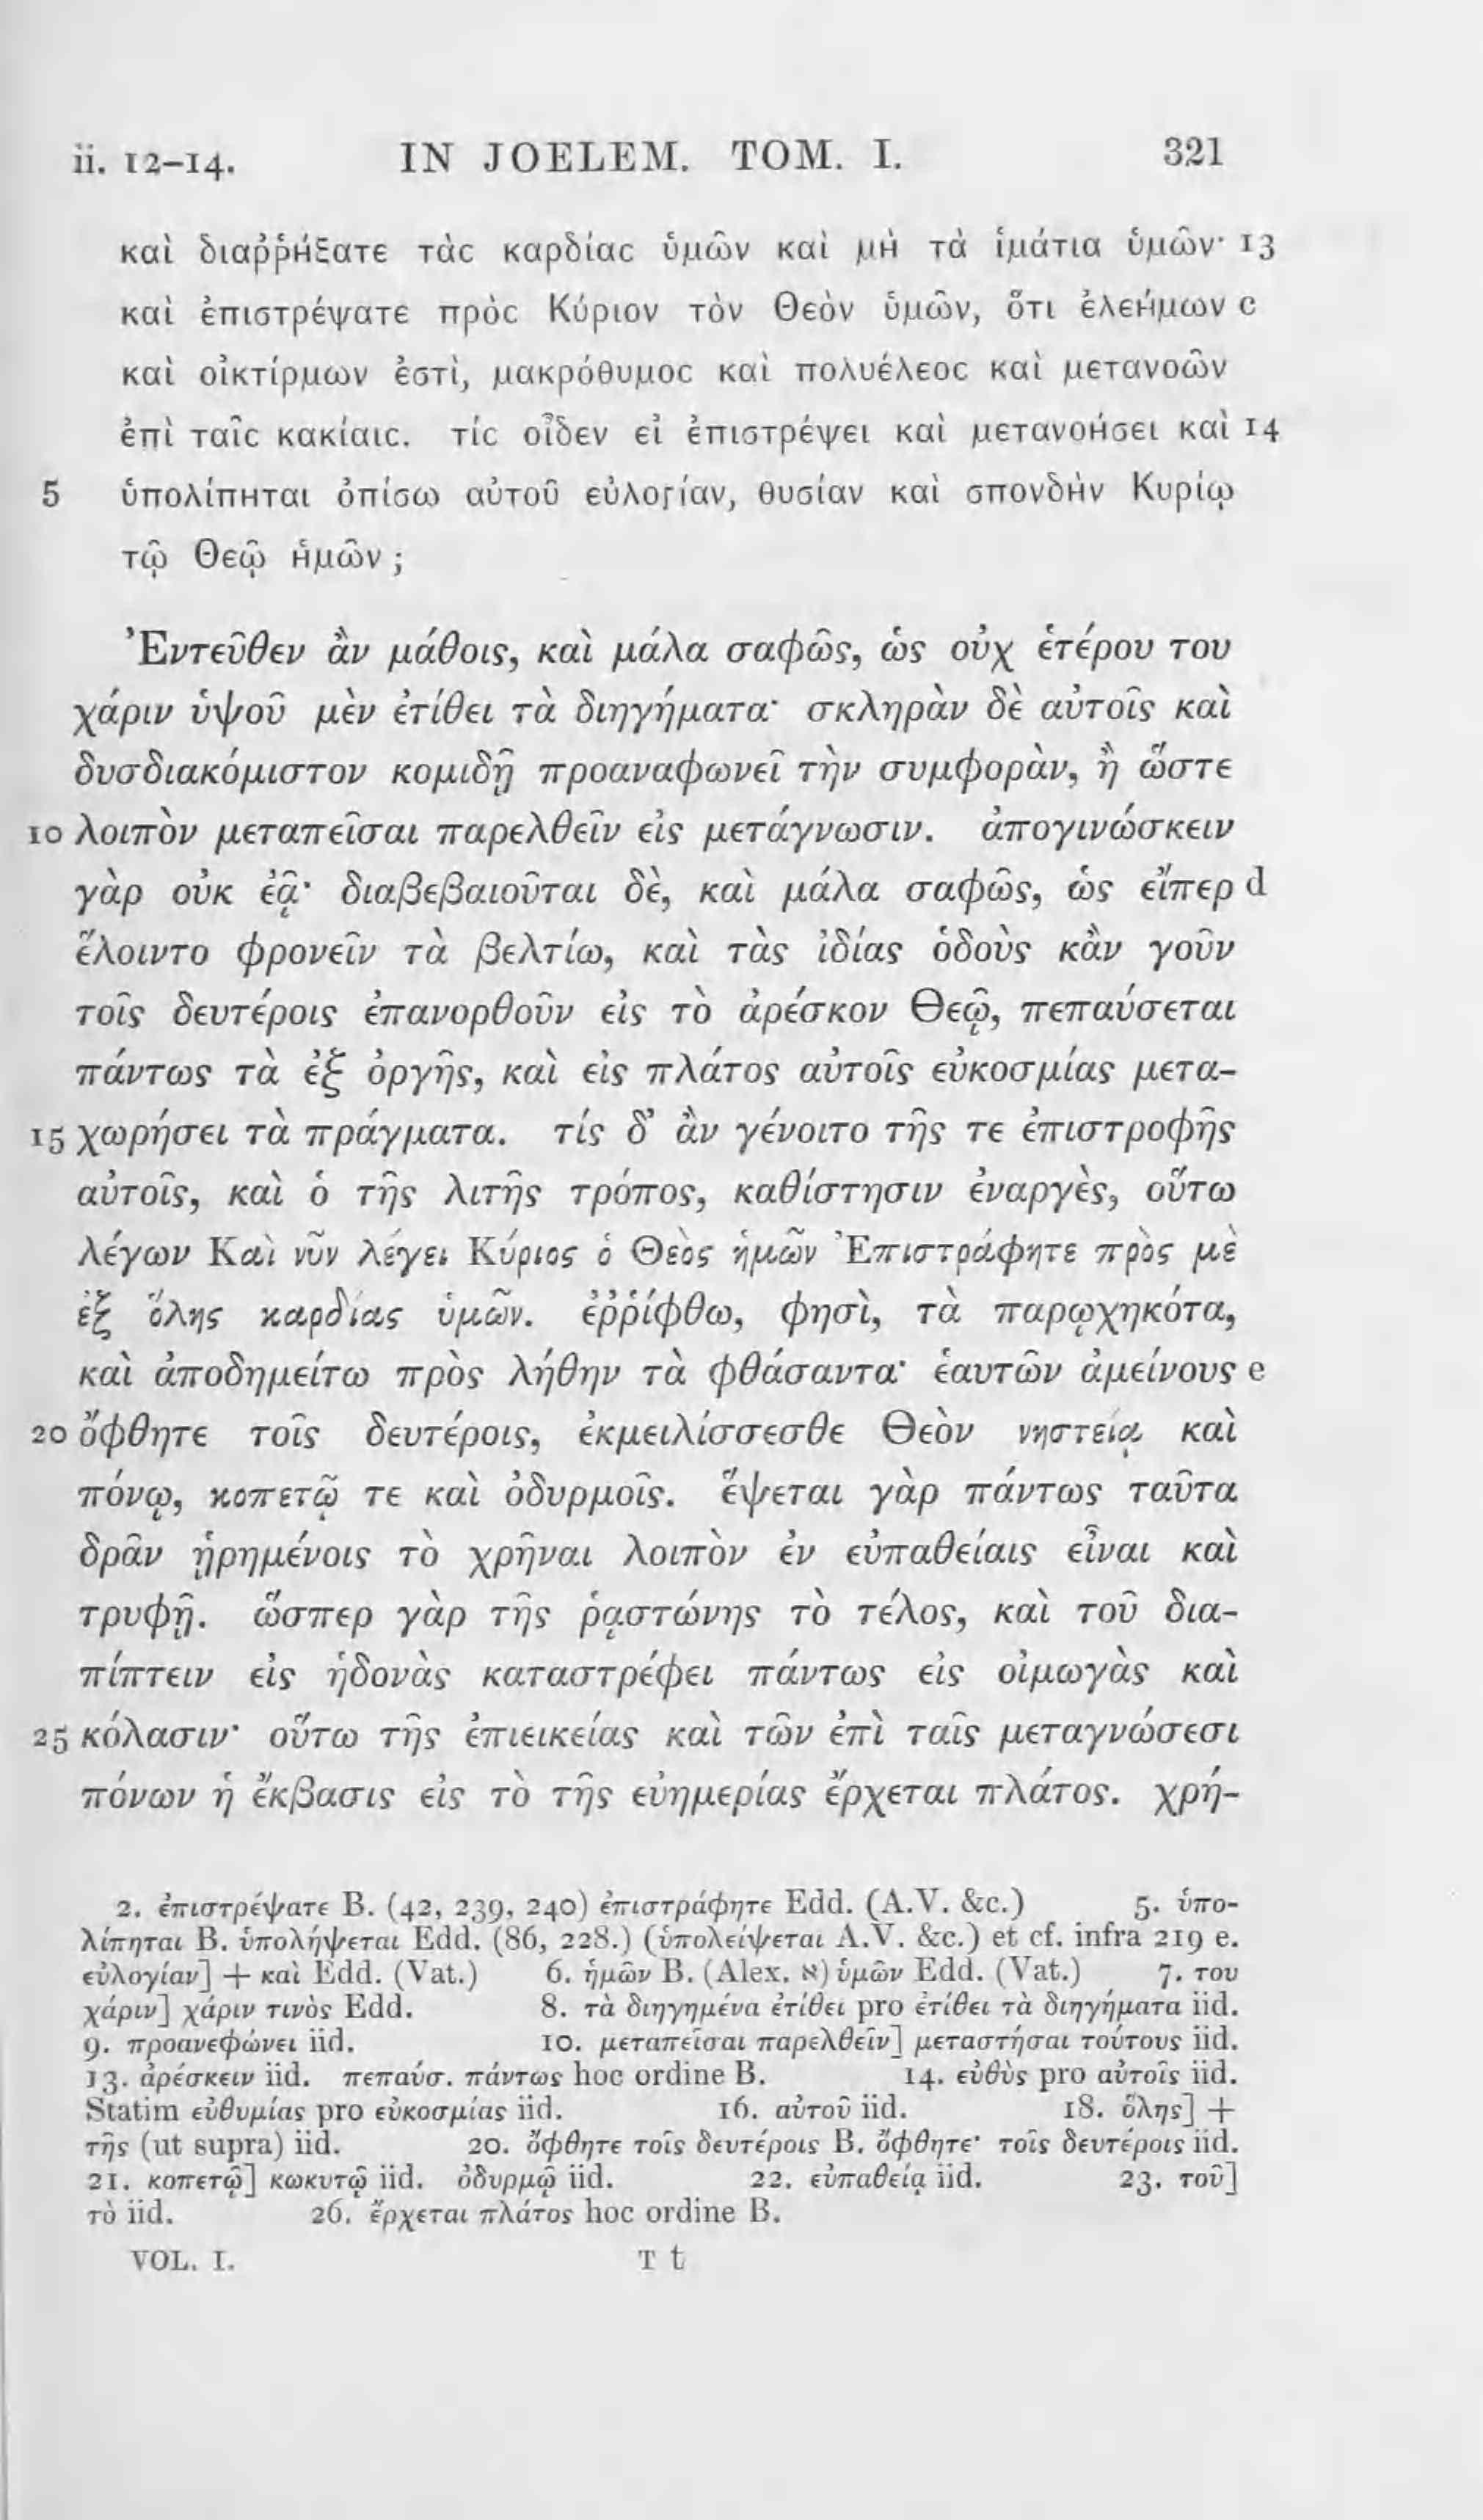 ii. 12–14. IN JOELEM. TOM. I. 321
καὶ διαῤῥήξατε τὰς καρδίας ὑμῶν καὶ μὴ τὰ ἱμάτια ὑμῶν· 13
καὶ ἐπιστρέψατε πρὸς Κύριον τὸν Θεὸν ὑμῶν, ὅτι ἐλεήμων c
καὶ οἰκτίρμων ἐστὶ, μακρόθυμος καὶ πολυέλεος καὶ μετανοῶν
ἐπὶ ταῖς κακίαις. τίς οἶδεν εἰ ἐπιστρέψει καὶ μετανοήσει καὶ 14
5 ὑπολίπηται ὀπίσω αὐτοῦ εὐλογίαν, θυσίαν καὶ σπονδὴν Κυρίῳ
τῷ Θεῷ ἡμῶν ;
Ἐντεῦθεν ἂν μάθοις, καὶ μάλα σαφῶς, ὡς οὐχ ἑτέρου του
χάριν ὑψοῦ μὲν ἐτίθει τὰ διηγήματα· σκληρὰν δὲ αὐτοῖς καὶ
δυσδιακόμιστον κομιδῇ προαναφωνεῖ τὴν συμφορὰν, ἢ ὥστε
10 λοιπὸν μεταπεῖσαι παρελθεῖν εἰς μετάγνωσιν. ἀπογινώσκειν
γὰρ οὐκ ἐᾷ· διαβεβαιοῦται δὲ, καὶ μάλα σαφῶς, ὡς εἴπερ d
ἕλοιντο φρονεῖν τὰ βελτίω, καὶ τὰς ἰδίας ὁδοὺς κἂν γοῦν
τοῖς δευτέροις ἐπανορθοῦν εἰς τὸ ἀρέσκον Θεῷ, πεπαύσεται
πάντως τὰ ἐξ ὀργῆς, καὶ εἰς πλάτος αὐτοῖς εὐκοσμίας μετα-
15 χωρήσει τὰ πράγματα. τίς δ’ ἂν γένοιτο τῆς τε ἐπιστροφῆς
αὐτοῖς, καὶ ὁ τῆς λιτῆς τρόπος, καθίστησιν ἐναργὲς, οὕτω
λέγων Καὶ νῦν λέγει Κύριος ὁ Θεὸς ἡμῶν Ἐπιστράφητε πρὸς μὲ
ἐξ ὅλης καρδίας ὑμῶν. ἐῤῥίφθω, φησὶ, τὰ παρῳχηκότα,
καὶ ἀποδημείτω πρὸς λήθην τὰ φθάσαντα· ἑαυτῶν ἀμείνους e
20 ὄφθητε τοῖς δευτέροις, ἐκμειλίσσεσθε Θεὸν νηστείᾳ καὶ
πόνῳ, κοπετῷ τε καὶ ὀδυρμοῖς. ἕψεται γὰρ πάντως ταῦτα
δρᾶν ᾑρημένοις τὸ χρῆναι λοιπὸν ἐν εὐπαθείαις εἶναι καὶ
τρυφῇ. ὥσπερ γὰρ τῆς ῥᾳστώνης τὸ τέλος, καὶ τοῦ δια-
πίπτειν εἰς ἡδονὰς καταστρέφει πάντως εἰς οἰμωγὰς καὶ
25 κόλασιν· οὕτω τῆς ἐπιεικείας καὶ τῶν ἐπὶ ταῖς μεταγνώσεσι
πόνων ἡ ἔκβασις εἰς τὸ τῆς εὐημερίας ἔρχεται πλάτος. χρή-
2. ἐπιστρέψατε B. (42, 239, 240) ἐπιστράφητε Edd. (A.V. &c.) 5. ὑπο-
λίπηται B. ὑπολήψεται Edd. (86, 228.) (ὑπολείψεται A.V. &c.) et cf. infra 219 e.
εὐλογίαν] + καὶ Edd. (Vat.) 6. ἡμῶν B. (Alex. ℵ) ὑμῶν Edd. (Vat.) 7. του
χάριν] χάριν τινὸς Edd. 8. τὰ διηγημένα ἐτίθει pro ἐτίθει τὰ διηγήματα iid.
9. προανεφώνει iid. 10. μεταπεῖσαι παρελθεῖν] μεταστήσαι τούτους iid.
13. ἀρέσκειν iid. πεπαύσ. πάντως hoc ordine B. 14. εὐθὺς pro αὐτοῖς iid.
Statim εὐθυμίας pro εὐκοσμίας iid. 16. αὐτοῦ iid. 18. ὅλης] +
τῆς (ut supra) iid. 20. ὄφθητε τοῖς δευτέροις B. ὄφθητε· τοῖς δευτέροις iid.
21. κοπετῷ] κωκυτῷ iid. ὀδυρμῷ iid. 22. εὐπαθείᾳ iid. 23. τοῦ]
τὸ iid. 26. ἔρχεται πλάτος hoc ordine B.
VOL. I. T t